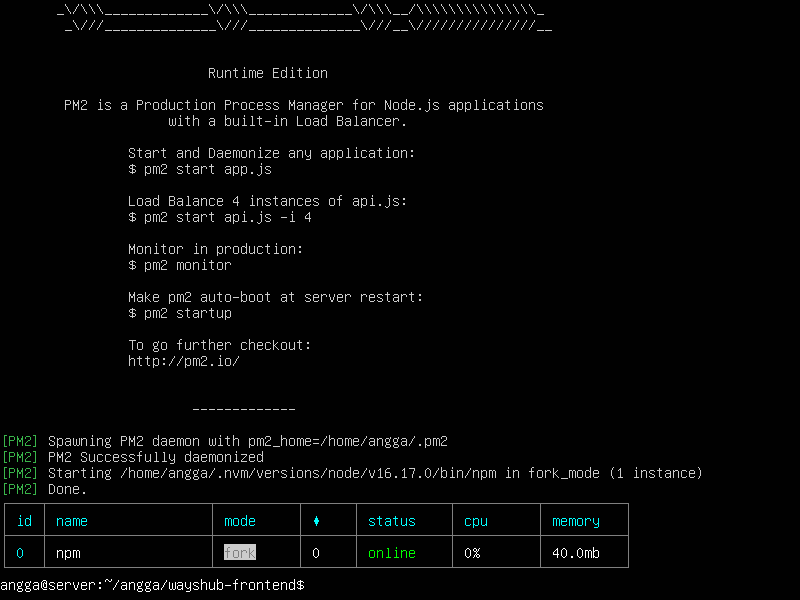 _\/\\\_____________\/\\\_____________\/\\\__/\\\\\\\\\\\\\\\_
_\///______________\///______________\///__\///////////////__
Runtime Edition
PM2 is a Production Process Manager for Node.js applications
with a built-in Load Balancer.
Start and Daemonize any application:
$ pm2 start app.js
Load Balance 4 instances of api.js:
$ pm2 start api.js -i 4
Monitor in production:
$ pm2 monitor
Make pm2 auto-boot at server restart:
$ pm2 startup
To go further checkout:
http://pm2.io/
-------------
[PM2] Spawning PM2 daemon with pm2_home=/home/angga/.pm2
[PM2] PM2 Successfully daemonized
[PM2] Starting /home/angga/.nvm/versions/node/v16.17.0/bin/npm in fork_mode (1 instance)
[PM2] Done.
id name mode ♦ status cpu memory
0 npm fork 0 online 0% 40.0mb
angga@server:~/angga/wayshub-frontend$